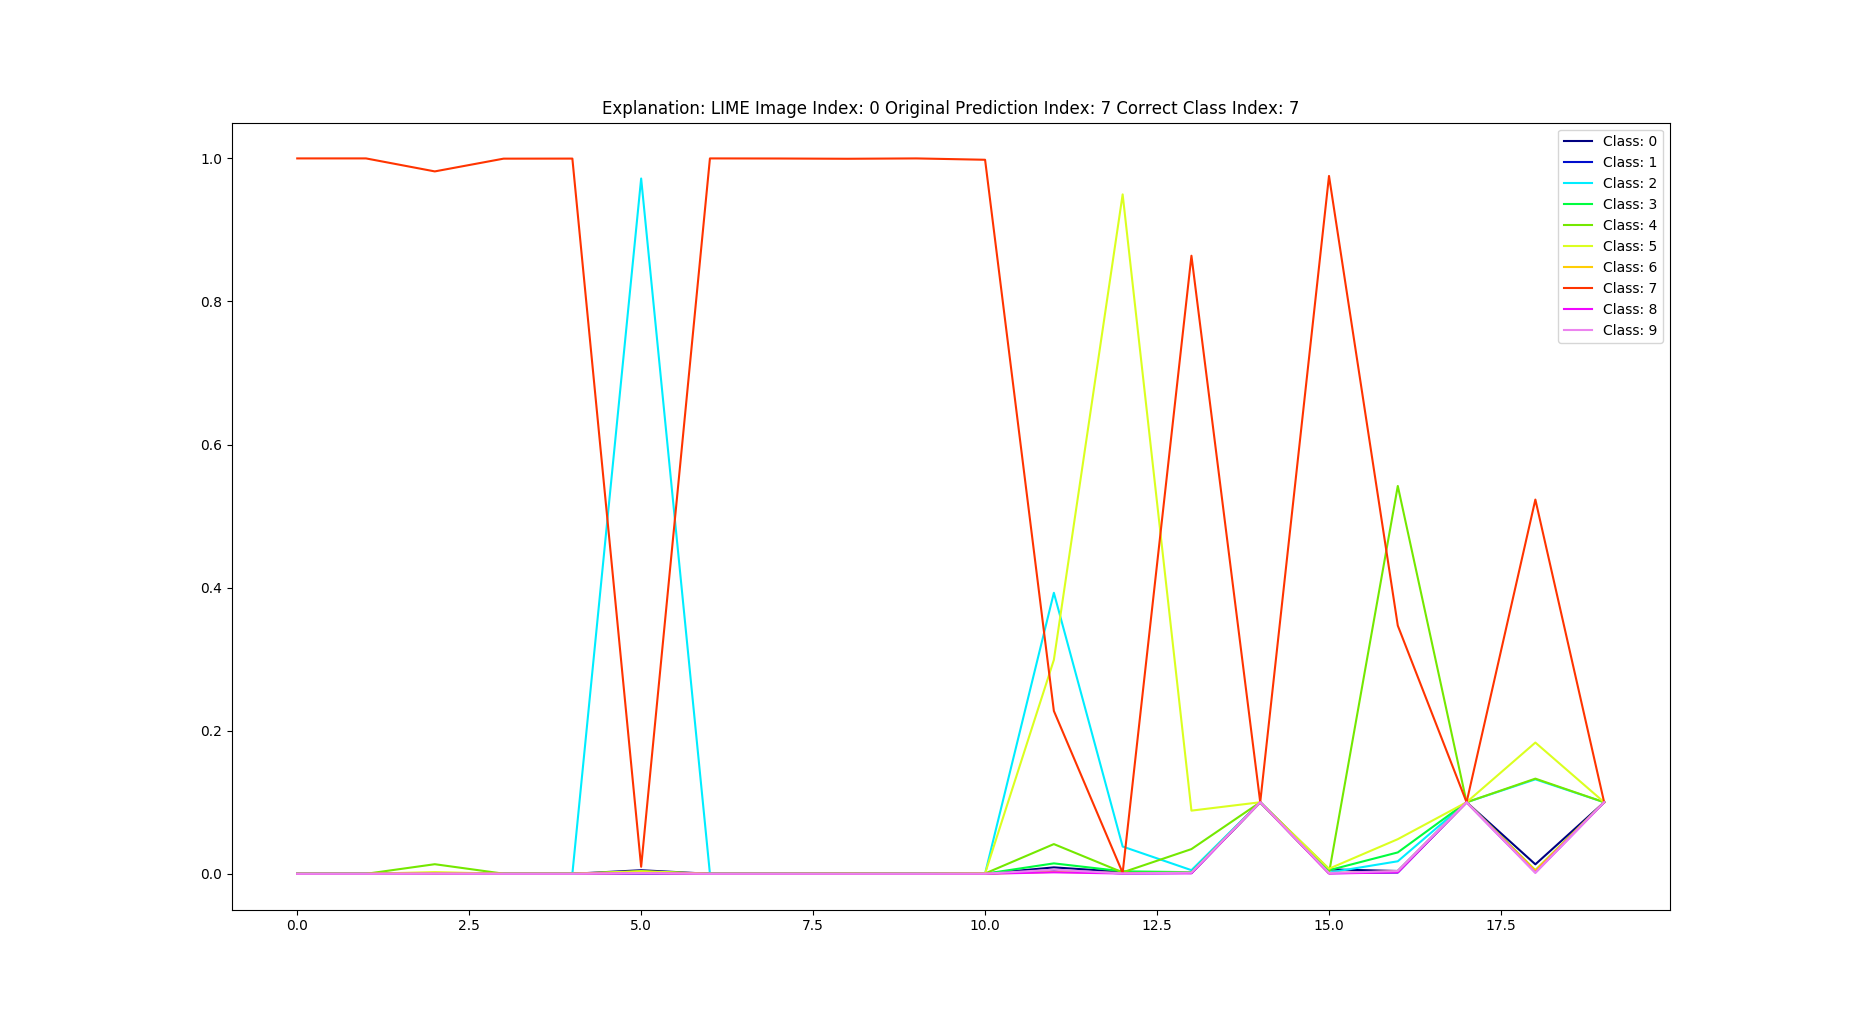 Explanation: LIME Image Index: 0 Original Prediction Index: 7 Correct Class Index: 7
1.0
0.8
0.6
0.4
0.2
0.0
0.0 2.5 5.0 7.5 10.0 12.5 15.0 17.5
Class: 0
Class: 1
Class: 2
Class: 3
Class: 4
Class: 5
Class: 6
Class: 7
Class: 8
Class: 9